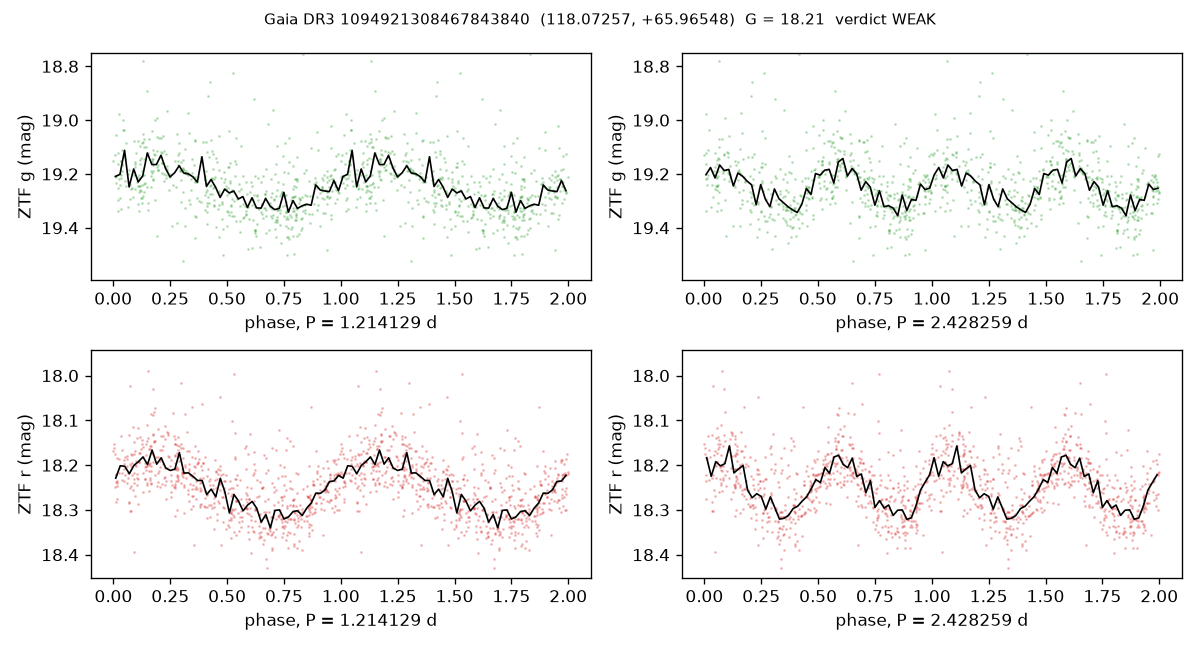 Gaia DR3 1094921308467843840 (118.07257, +65.96548) G = 18.21 verdict WEAK
ZTF g (mag)
18.8
19.0
19.2
19.4
0.00 0.25 0.50 0.75 1.00 1.25 1.50 1.75 2.00
phase, P = 1.214129 d
ZTF g (mag)
18.8
19.0
19.2
19.4
0.00 0.25 0.50 0.75 1.00 1.25 1.50 1.75 2.00
phase, P = 2.428259 d
ZTF r (mag)
18.0
18.1
18.2
18.3
18.4
0.00 0.25 0.50 0.75 1.00 1.25 1.50 1.75 2.00
phase, P = 1.214129 d
ZTF r (mag)
18.0
18.1
18.2
18.3
18.4
0.00 0.25 0.50 0.75 1.00 1.25 1.50 1.75 2.00
phase, P = 2.428259 d